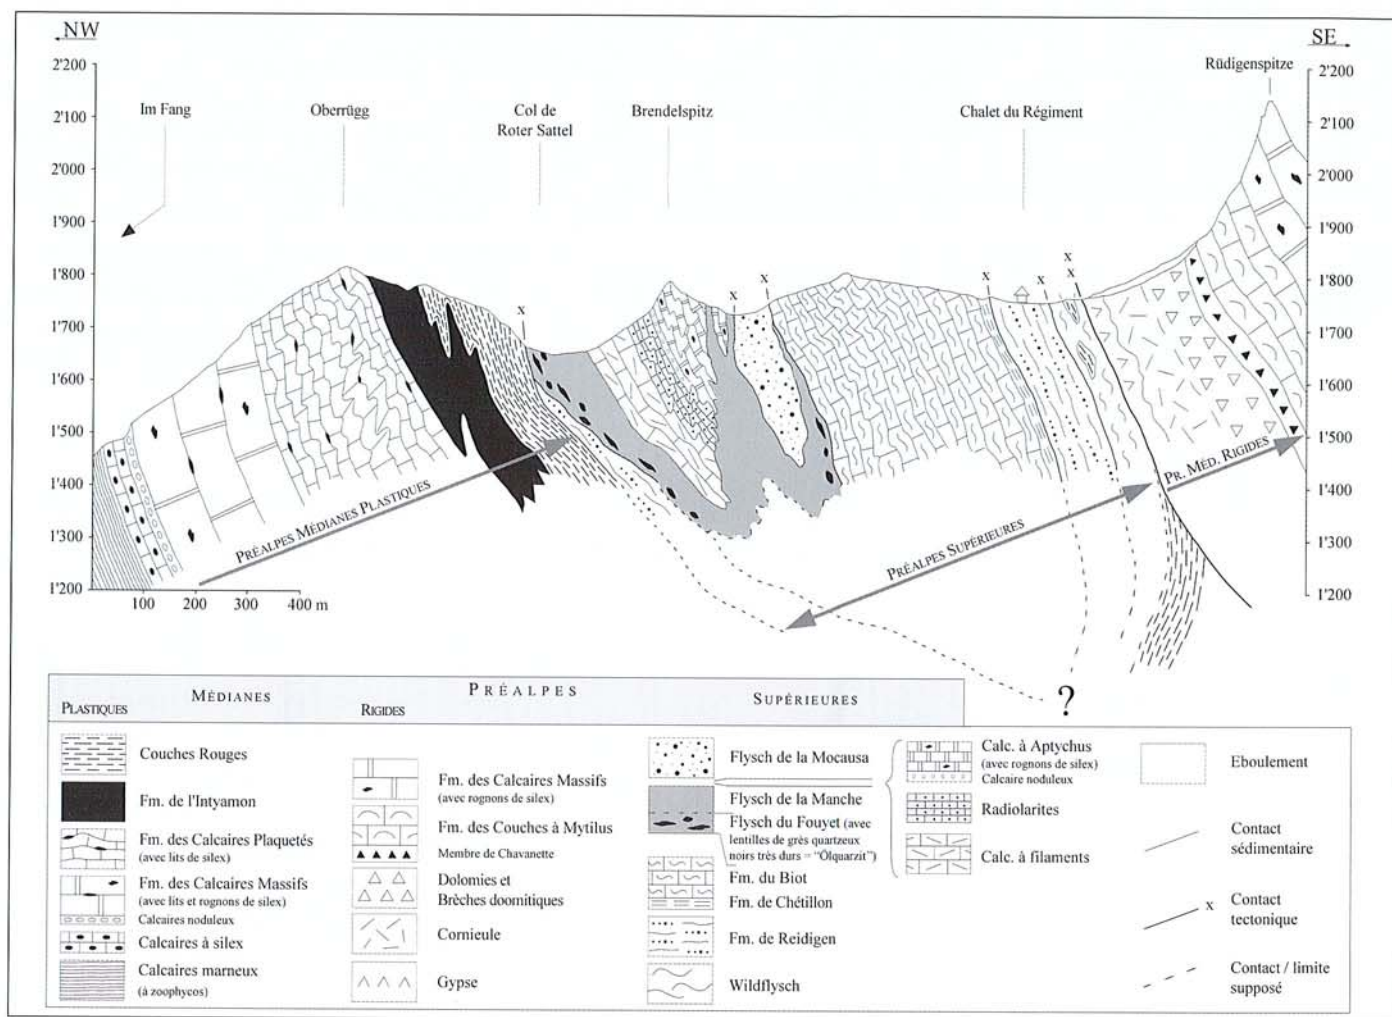 NW
SE
2'200
2'100
2'000
1'900
1'800
1'700
1'600
1'500
1'400
1'300
1'200
Im Fang
Oberrügg
Col de
Roter Sattel
Brendelspitz
Chalet du Régiment
Rüdigenspitze
2'200
2'100
2'000
1'900
1'800
1'700
1'600
1'500
1'400
1'300
1'200
x
x
x
x
x
x
x
PRÉALPES MÉDIANES PLASTIQUES
PRÉALPES SUPÉRIEURES
PR. MÉD. RIGIDES
100 200 300 400 m
?
PRÉALPES
MÉDIANES
SUPÉRIEURES
PLASTIQUES
RIGIDES
Couches Rouges
Fm. de l'Intyamon
Fm. des Calcaires Plaquetés
(avec lits de silex)
Fm. des Calcaires Massifs
(avec lits et rognons de silex)
Calcaires noduleux
Calcaires à silex
Calcaires marneux
(à zoophycos)
Fm. des Calcaires Massifs
(avec rognons de silex)
Fm. des Couches à Mytilus
Membre de Chavanette
Dolomies et
Brèches doomitiques
Cornieule
Gypse
Flysch de la Mocausa
Flysch de la Manche
Flysch du Fouyet (avec
lentilles de grès quartzeux
noirs très durs = "Ölquarzit")
Fm. du Biot
Fm. de Chétillon
Fm. de Reidigen
Wildflysch
Calc. à Aptychus
(avec rognons de silex)
Calcaire noduleux
Radiolarites
Calc. à filaments
Eboulement
Contact
sédimentaire
x
Contact
tectonique
Contact / limite
supposé